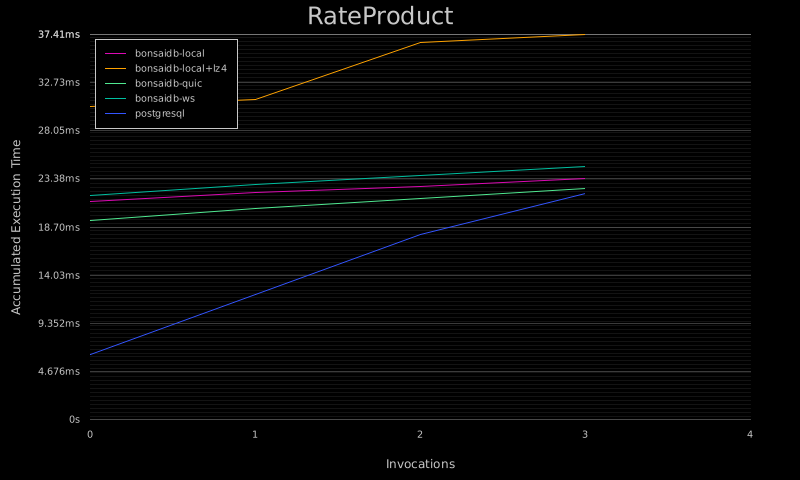 RateProduct
37.41ms
32.73ms
28.05ms
23.38ms
18.70ms
14.03ms
9.352ms
4.676ms
0s
Accumulated Execution Time
bonsaidb-local
bonsaidb-local+lz4
bonsaidb-quic
bonsaidb-ws
postgresql
0 1 2 3 4
Invocations